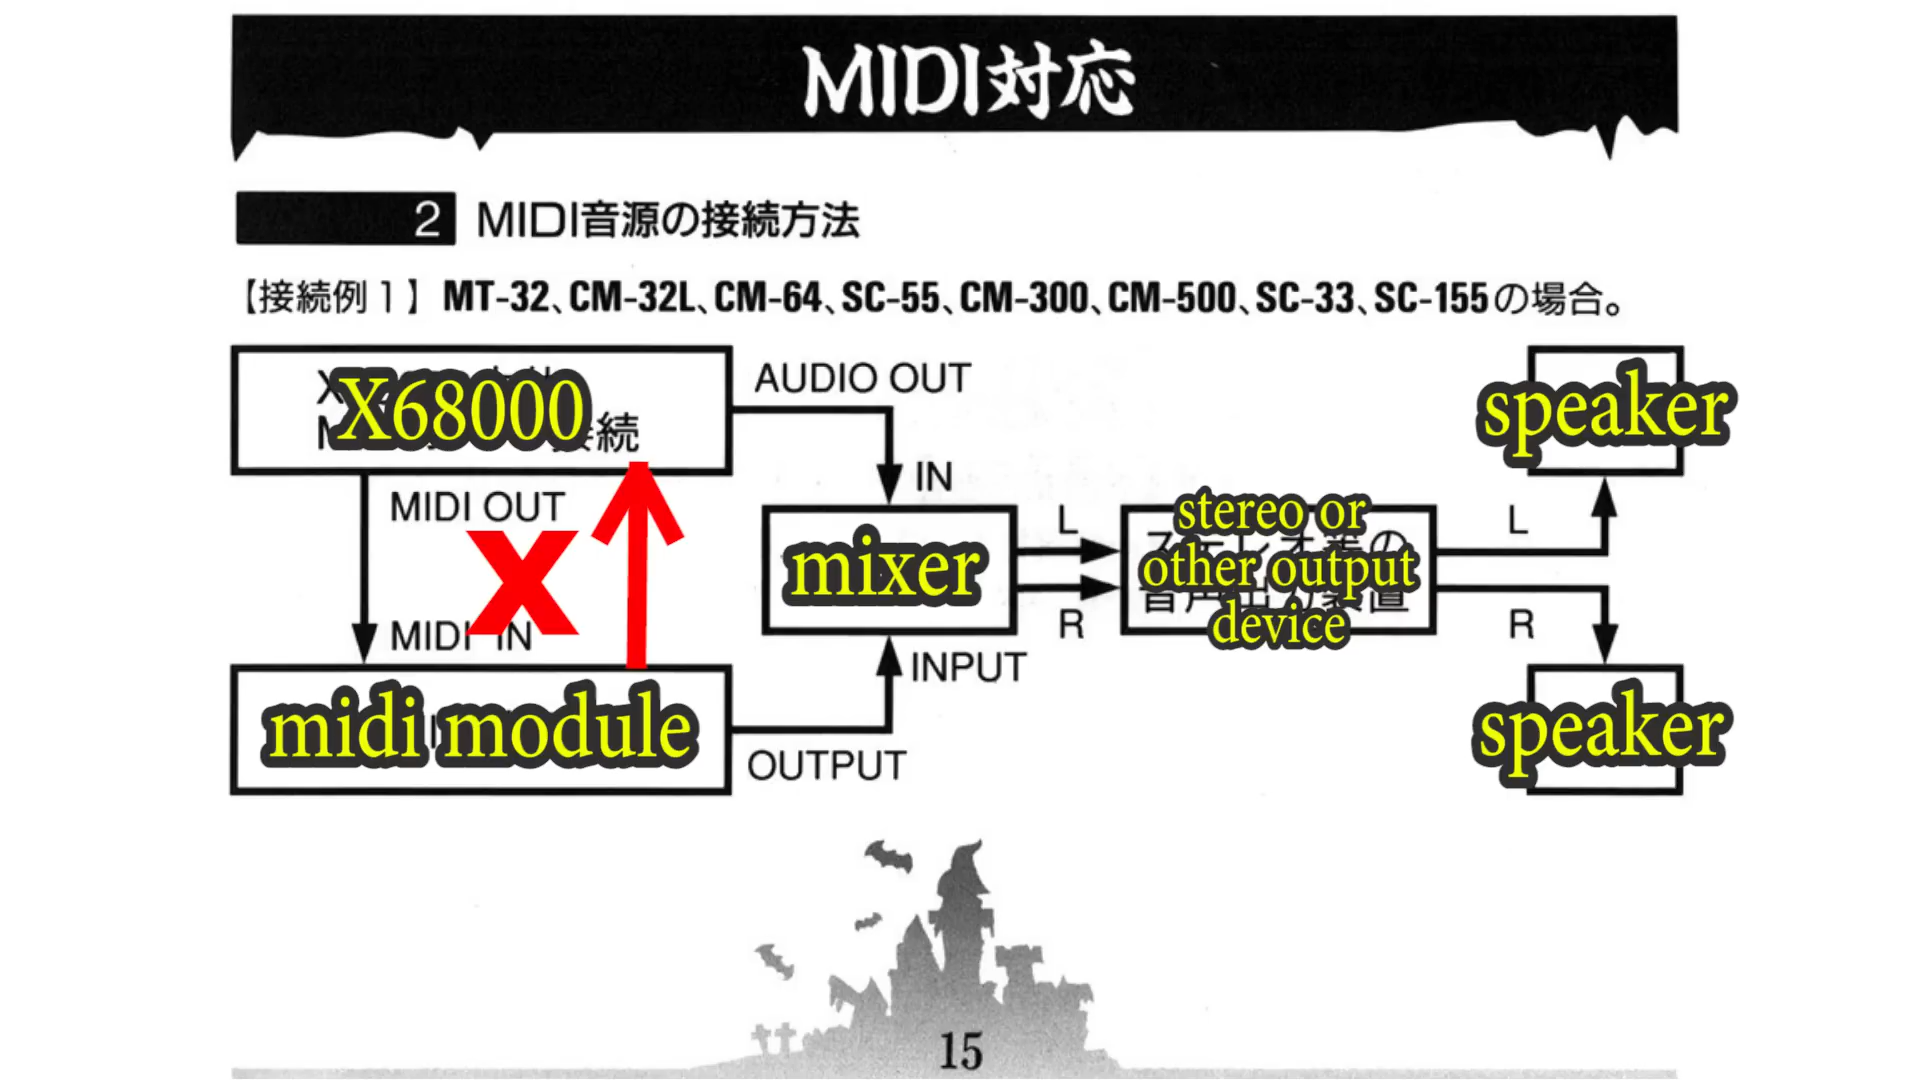 MIDI対応
2 MIDI音源の接続方法
【接続例1】MT-32、CM-32L、CM-64、SC-55、CM-300、CM-500、SC-33、SC-155の場合。
X68000
接続
AUDIO OUT
speaker
IN
MIDI OUT
X
MIDI IN
mixer
L
R
stereo or
other output
device
L
R
INPUT
midi module
OUTPUT
speaker
15